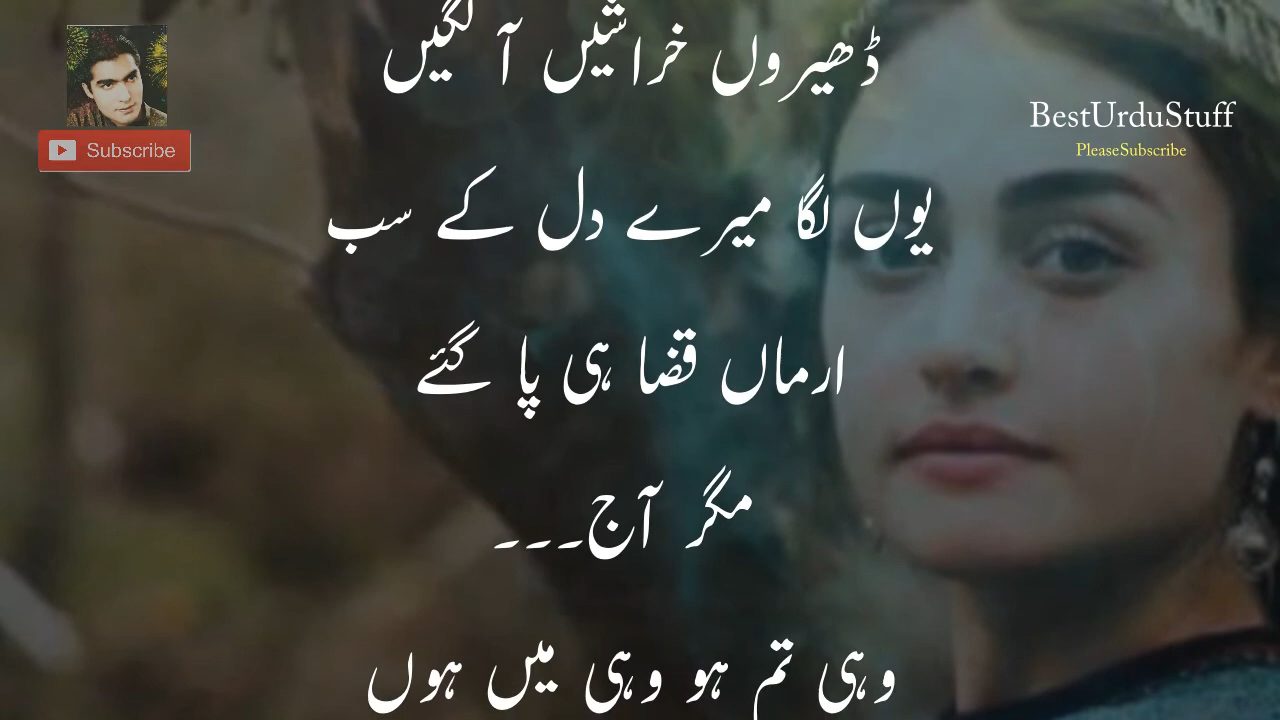 ڈھیروں خراشیں آ لگیں
Subscribe
BestUrduStuff
PleaseSubscribe
یوں لگا میرے دل کے سب
ارماں قضا ہی پا گئے
مگر آج۔۔۔
وہی تم ہو وہی میں ہوں